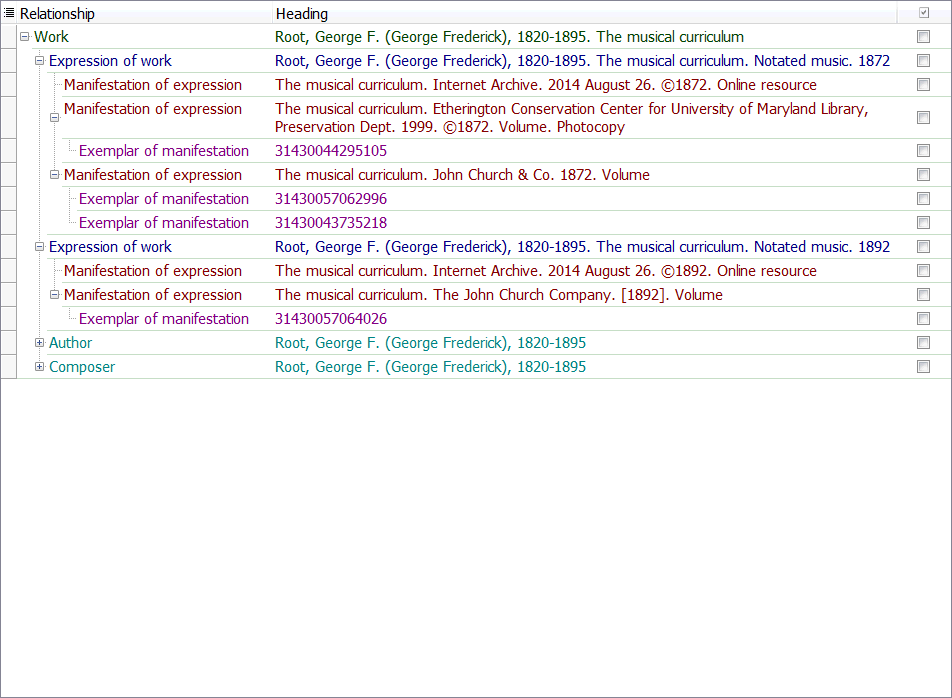 Relationship Heading
Work Root, George F. (George Frederick), 1820-1895. The musical curriculum
Expression of work Root, George F. (George Frederick), 1820-1895. The musical curriculum. Notated music. 1872
Manifestation of expression The musical curriculum. Internet Archive. 2014 August 26. ©1872. Online resource
Manifestation of expression The musical curriculum. Etherington Conservation Center for University of Maryland Library,
Preservation Dept. 1999. ©1872. Volume. Photocopy
Exemplar of manifestation 31430044295105
Manifestation of expression The musical curriculum. John Church & Co. 1872. Volume
Exemplar of manifestation 31430057062996
Exemplar of manifestation 31430043735218
Expression of work Root, George F. (George Frederick), 1820-1895. The musical curriculum. Notated music. 1892
Manifestation of expression The musical curriculum. Internet Archive. 2014 August 26. ©1892. Online resource
Manifestation of expression The musical curriculum. The John Church Company. [1892]. Volume
Exemplar of manifestation 31430057064026
Author Root, George F. (George Frederick), 1820-1895
Composer Root, George F. (George Frederick), 1820-1895